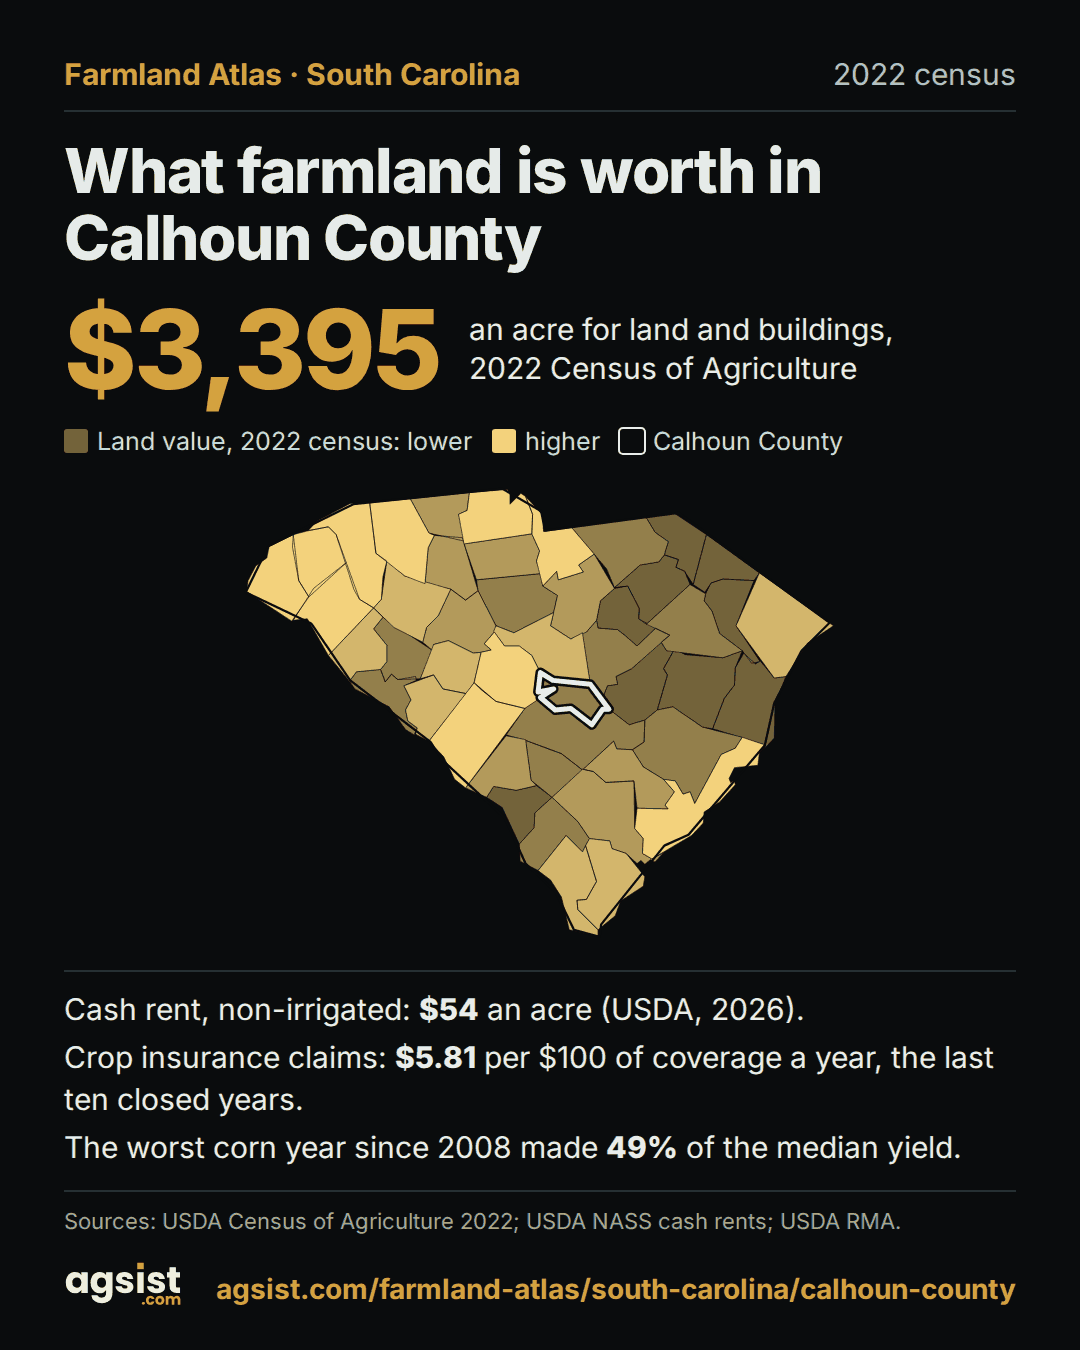 Farmland Atlas · South Carolina
2022 census
What farmland is worth in
Calhoun County
$3,395
an acre for land and buildings,
2022 Census of Agriculture
Land value, 2022 census: lower
higher
Calhoun County
Cash rent, non-irrigated: $54 an acre (USDA, 2026).
Crop insurance claims: $5.81 per $100 of coverage a year, the last
ten closed years.
The worst corn year since 2008 made 49% of the median yield.
Sources: USDA Census of Agriculture 2022; USDA NASS cash rents; USDA RMA.
agsist.com
agsist.com/farmland-atlas/south-carolina/calhoun-county